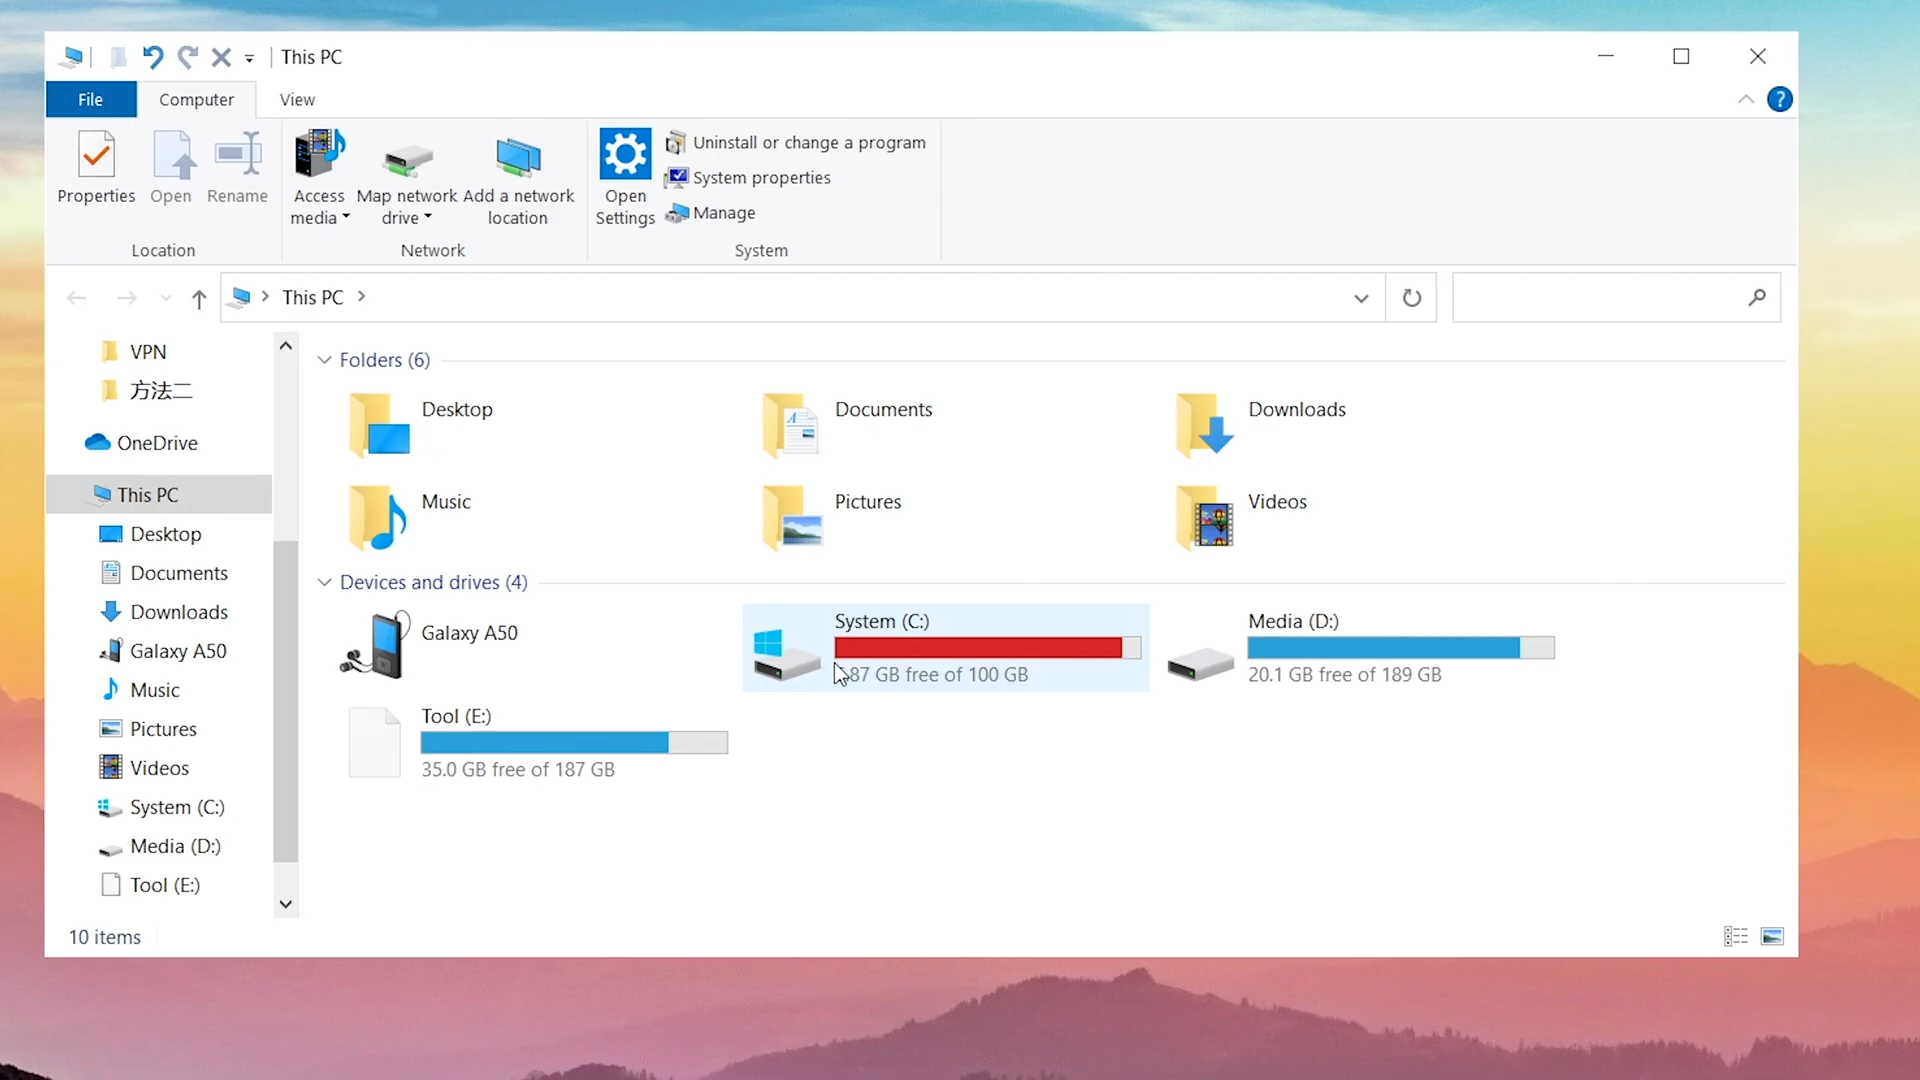 This PC
File
Computer
View
Properties
Open
Rename
Access
media
Map network
drive
Add a network
location
Open
Settings
Uninstall or change a program
System properties
Manage
Location
Network
System
This PC
VPN
方法二
OneDrive
This PC
Desktop
Documents
Downloads
Galaxy A50
Music
Pictures
Videos
System (C:)
Media (D:)
Tool (E:)
Folders (6)
Desktop
Documents
Downloads
Music
Pictures
Videos
Devices and drives (4)
Galaxy A50
System (C:)
87 GB free of 100 GB
Media (D:)
20.1 GB free of 189 GB
Tool (E:)
35.0 GB free of 187 GB
10 items